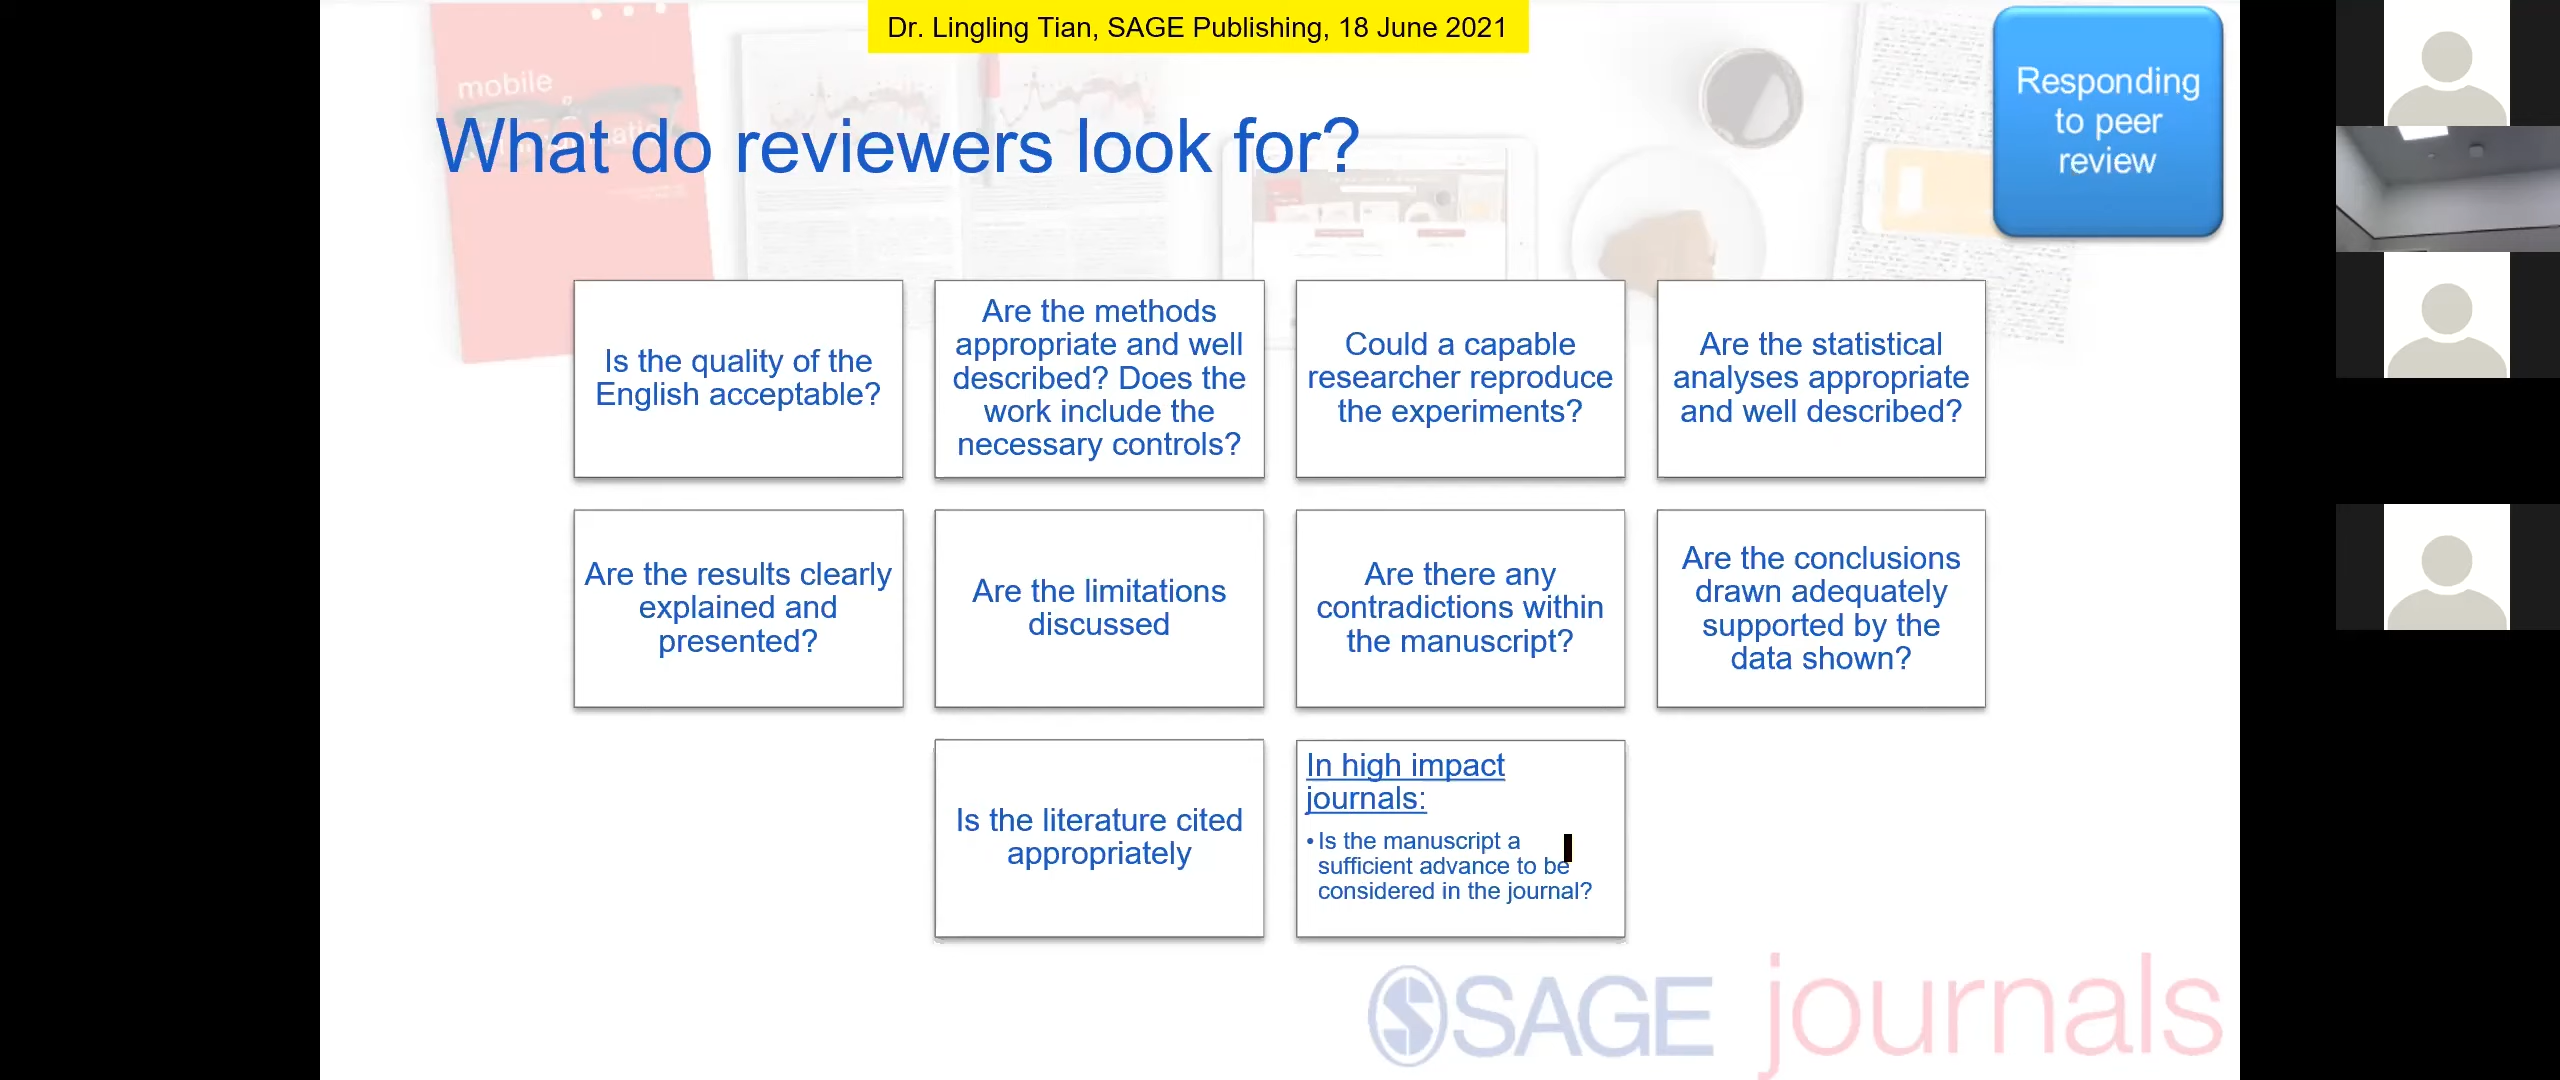 Dr. Lingling Tian, SAGE Publishing, 18 June 2021
Responding
to peer
review
mobile
What do reviewers look for?
Is the quality of the
English acceptable?
Are the methods
appropriate and well
described? Does the
work include the
necessary controls?
Could a capable
researcher reproduce
the experiments?
Are the statistical
analyses appropriate
and well described?
Are the results clearly
explained and
presented?
Are the limitations
discussed
Are there any
contradictions within
the manuscript?
Are the conclusions
drawn adequately
supported by the
data shown?
Is the literature cited
appropriately
In high impact
journals:
• Is the manuscript a
sufficient advance to be
considered in the journal?
SAGE journals